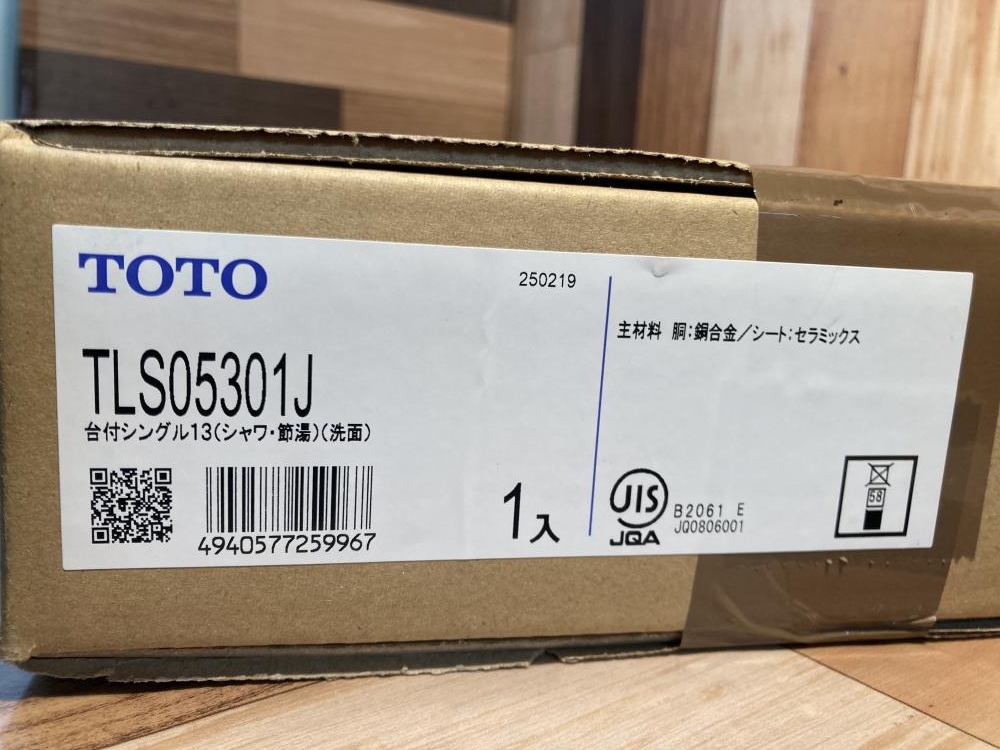 TOTO
250219
TLS05301J
台付シングル13(シャワ・節湯)(洗面)
4940577259967
1入
主材料 胴:銅合金/シート:セラミックス
JIS
JQA
B2061 E
JQ0806001
58